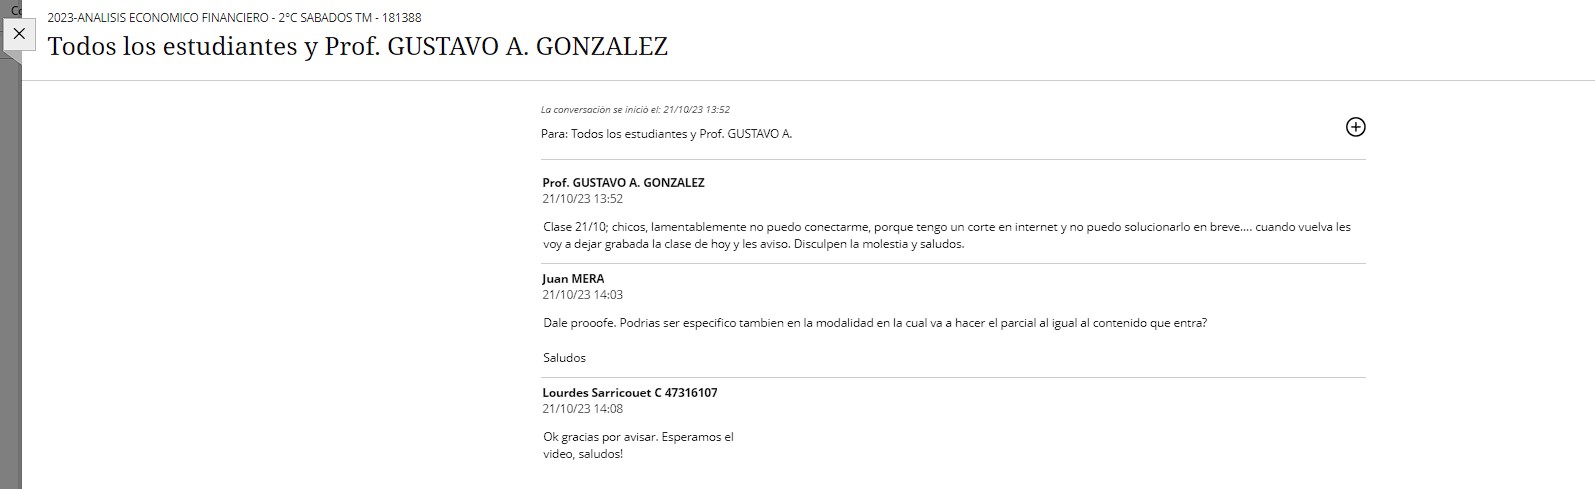 Co
2023-ANALISIS ECONOMICO FINANCIERO - 2°C SABADOS TM - 181388
Todos los estudiantes y Prof. GUSTAVO A. GONZALEZ
La conversación se inició el: 21/10/23 13:52
Para: Todos los estudiantes y Prof. GUSTAVO A.
Prof. GUSTAVO A. GONZALEZ
21/10/23 13:52
Clase 21/10; chicos, lamentablemente no puedo conectarme, porque tengo un corte en internet y no puedo solucionarlo en breve.... cuando vuelva les
voy a dejar grabada la clase de hoy y les aviso. Disculpen la molestia y saludos.
Juan MERA
21/10/23 14:03
Dale prooofe. Podrias ser especifico tambien en la modalidad en la cual va a hacer el parcial al igual al contenido que entra?
Saludos
Lourdes Sarricouet C 47316107
21/10/23 14:08
Ok gracias por avisar. Esperamos el
video, saludos!